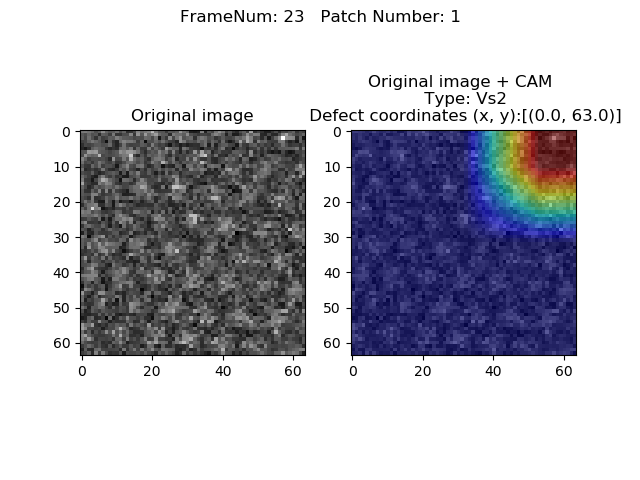 FrameNum: 23   Patch Number: 1
Original image
Original image + CAM
Type: Vs2
Defect coordinates (x, y):[(0.0, 63.0)]
0
10
20
30
40
50
60
0 20 40 60
0
10
20
30
40
50
60
0 20 40 60